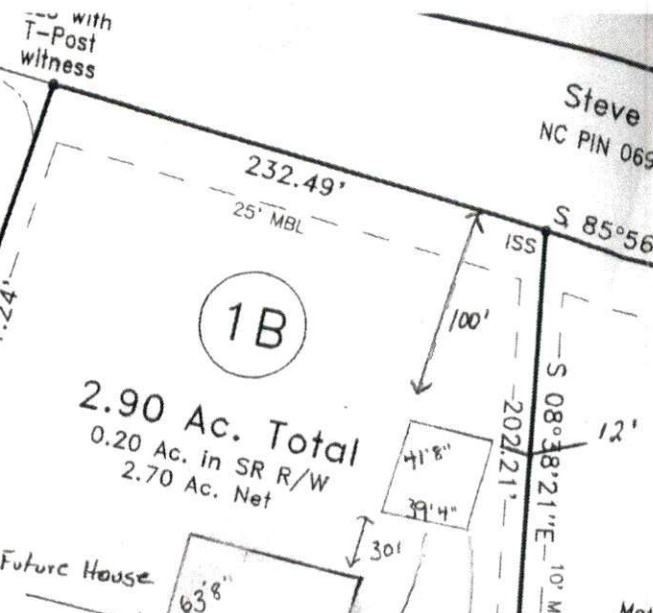 with
T-Post
witness
Steve
NC PIN 069
232.49'
25' MBL
S 85°56
ISS
1B
100'
2.90 Ac. Total
0.20 Ac. in SR R/W
2.70 Ac. Net
202.21'
S 08°38'21"E
12'
41'8"
39'4"
30'
10'
Future House
63'8"